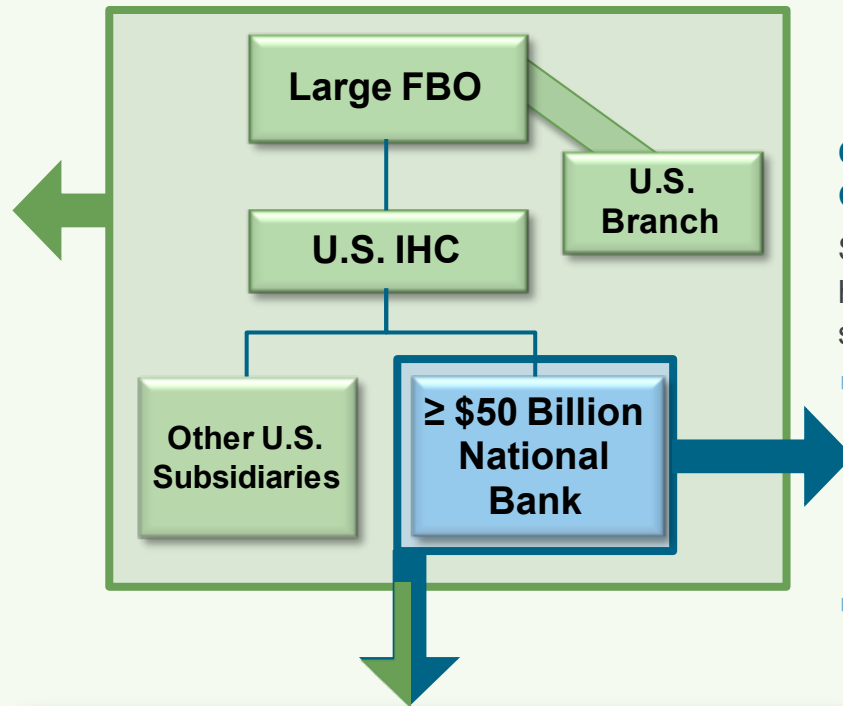 Large FBO
U.S.
Branch
U.S. IHC
Other U.S.
Subsidiaries
≥ $50 Billion
National
Bank